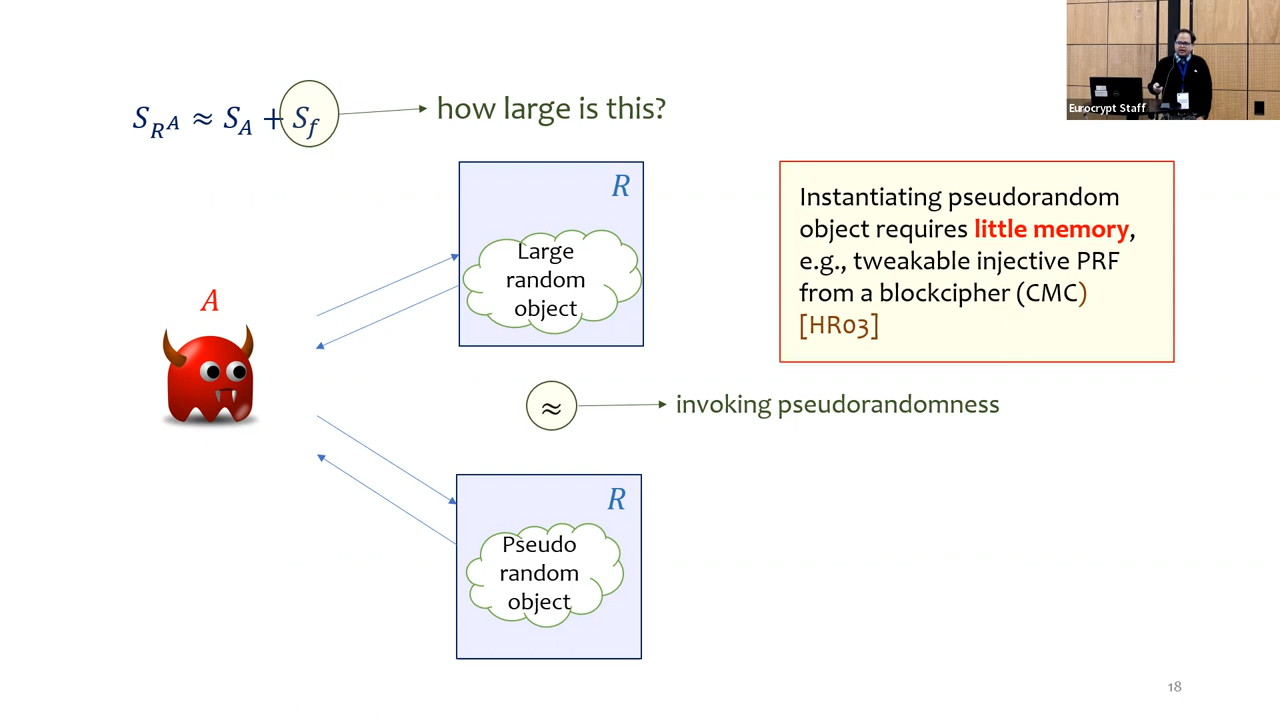 S_{R^A} ≈ S_A + S_f
how large is this?
Eurocrypt Staff
R
Large
random
object
Instantiating pseudorandom
object requires little memory,
e.g., tweakable injective PRF
from a blockcipher (CMC)
[HR03]
A
≈
invoking pseudorandomness
R
Pseudo
random
object
18